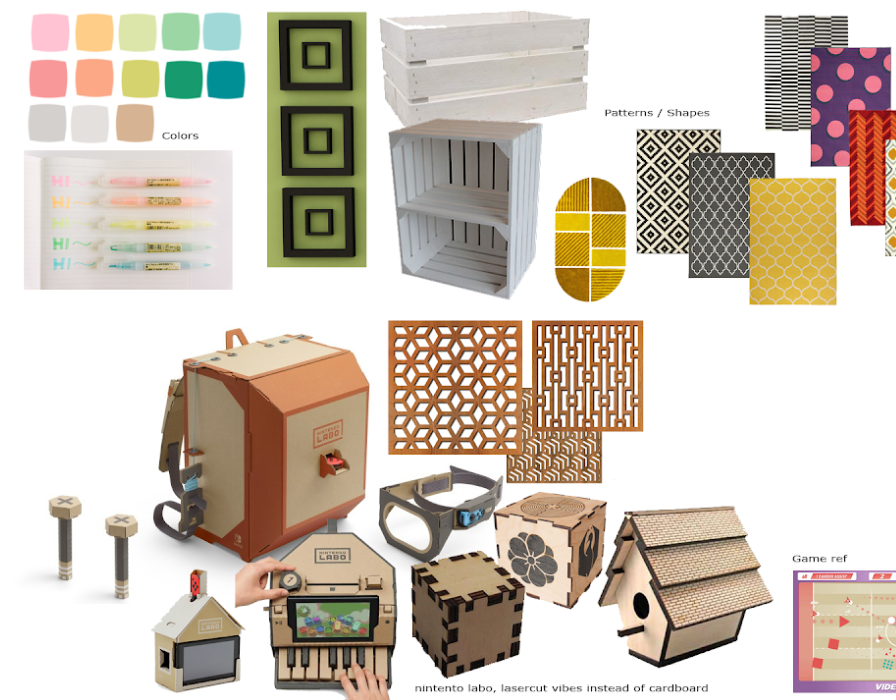 Colors
Patterns / Shapes
HI
HI
HI
HI
HI
NINTENDO
LABO
NINTENDO
LABO
Game ref
VIDE
nintento labo, lasercut vibes instead of cardboard